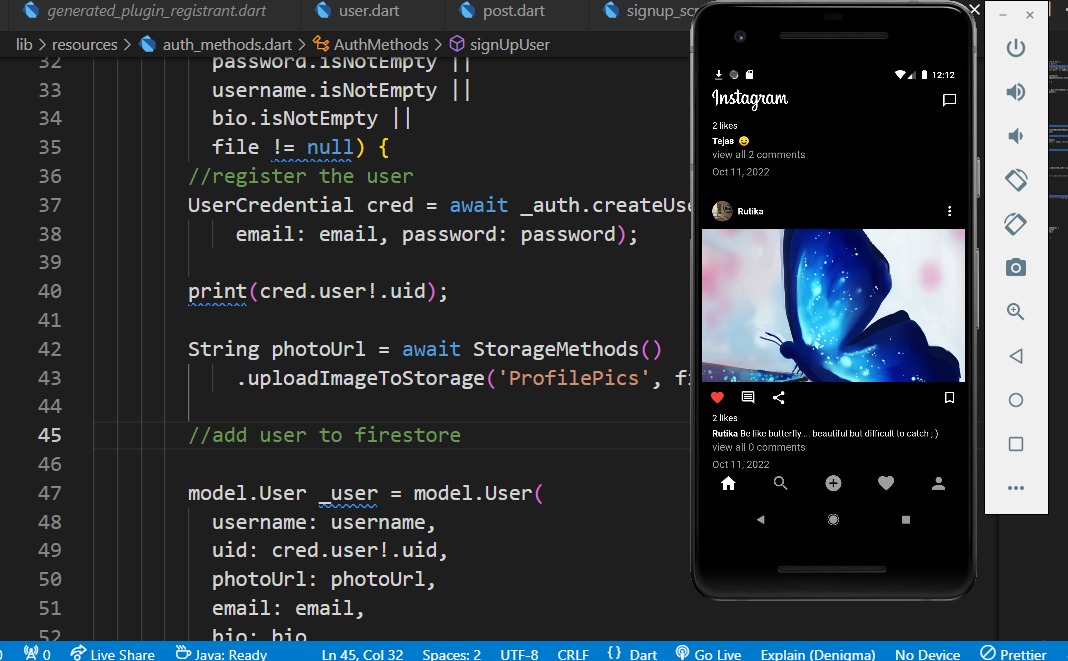 generated_plugin_registrant.dart
user.dart
post.dart
signup_scr
lib > resources > auth_methods.dart > AuthMethods > signUpUser
32 password.isNotEmpty ||
33 username.isNotEmpty ||
34 bio.isNotEmpty ||
35 file != null) {
36 //register the user
37 UserCredential cred = await _auth.createUse
38 email: email, password: password);
39
40 print(cred.user!.uid);
41
42 String photoUrl = await StorageMethods()
43 .uploadImageToStorage('ProfilePics', fi
44
45 //add user to firestore
46
47 model.User _user = model.User(
48 username: username,
49 uid: cred.user!.uid,
50 photoUrl: photoUrl,
51 email: email,
52 bio: bio
12:12
Instagram
2 likes
Tejas 😀
view all 2 comments
Oct 11, 2022
Rutika
2 likes
Rutika Be like butterfly... beautiful but difficult to catch ; )
view all 0 comments
Oct 11, 2022
0 Live Share Java: Ready Ln 45, Col 32 Spaces: 2 UTF-8 CRLF {} Dart Go Live Explain (Denigma) No Device Prettier